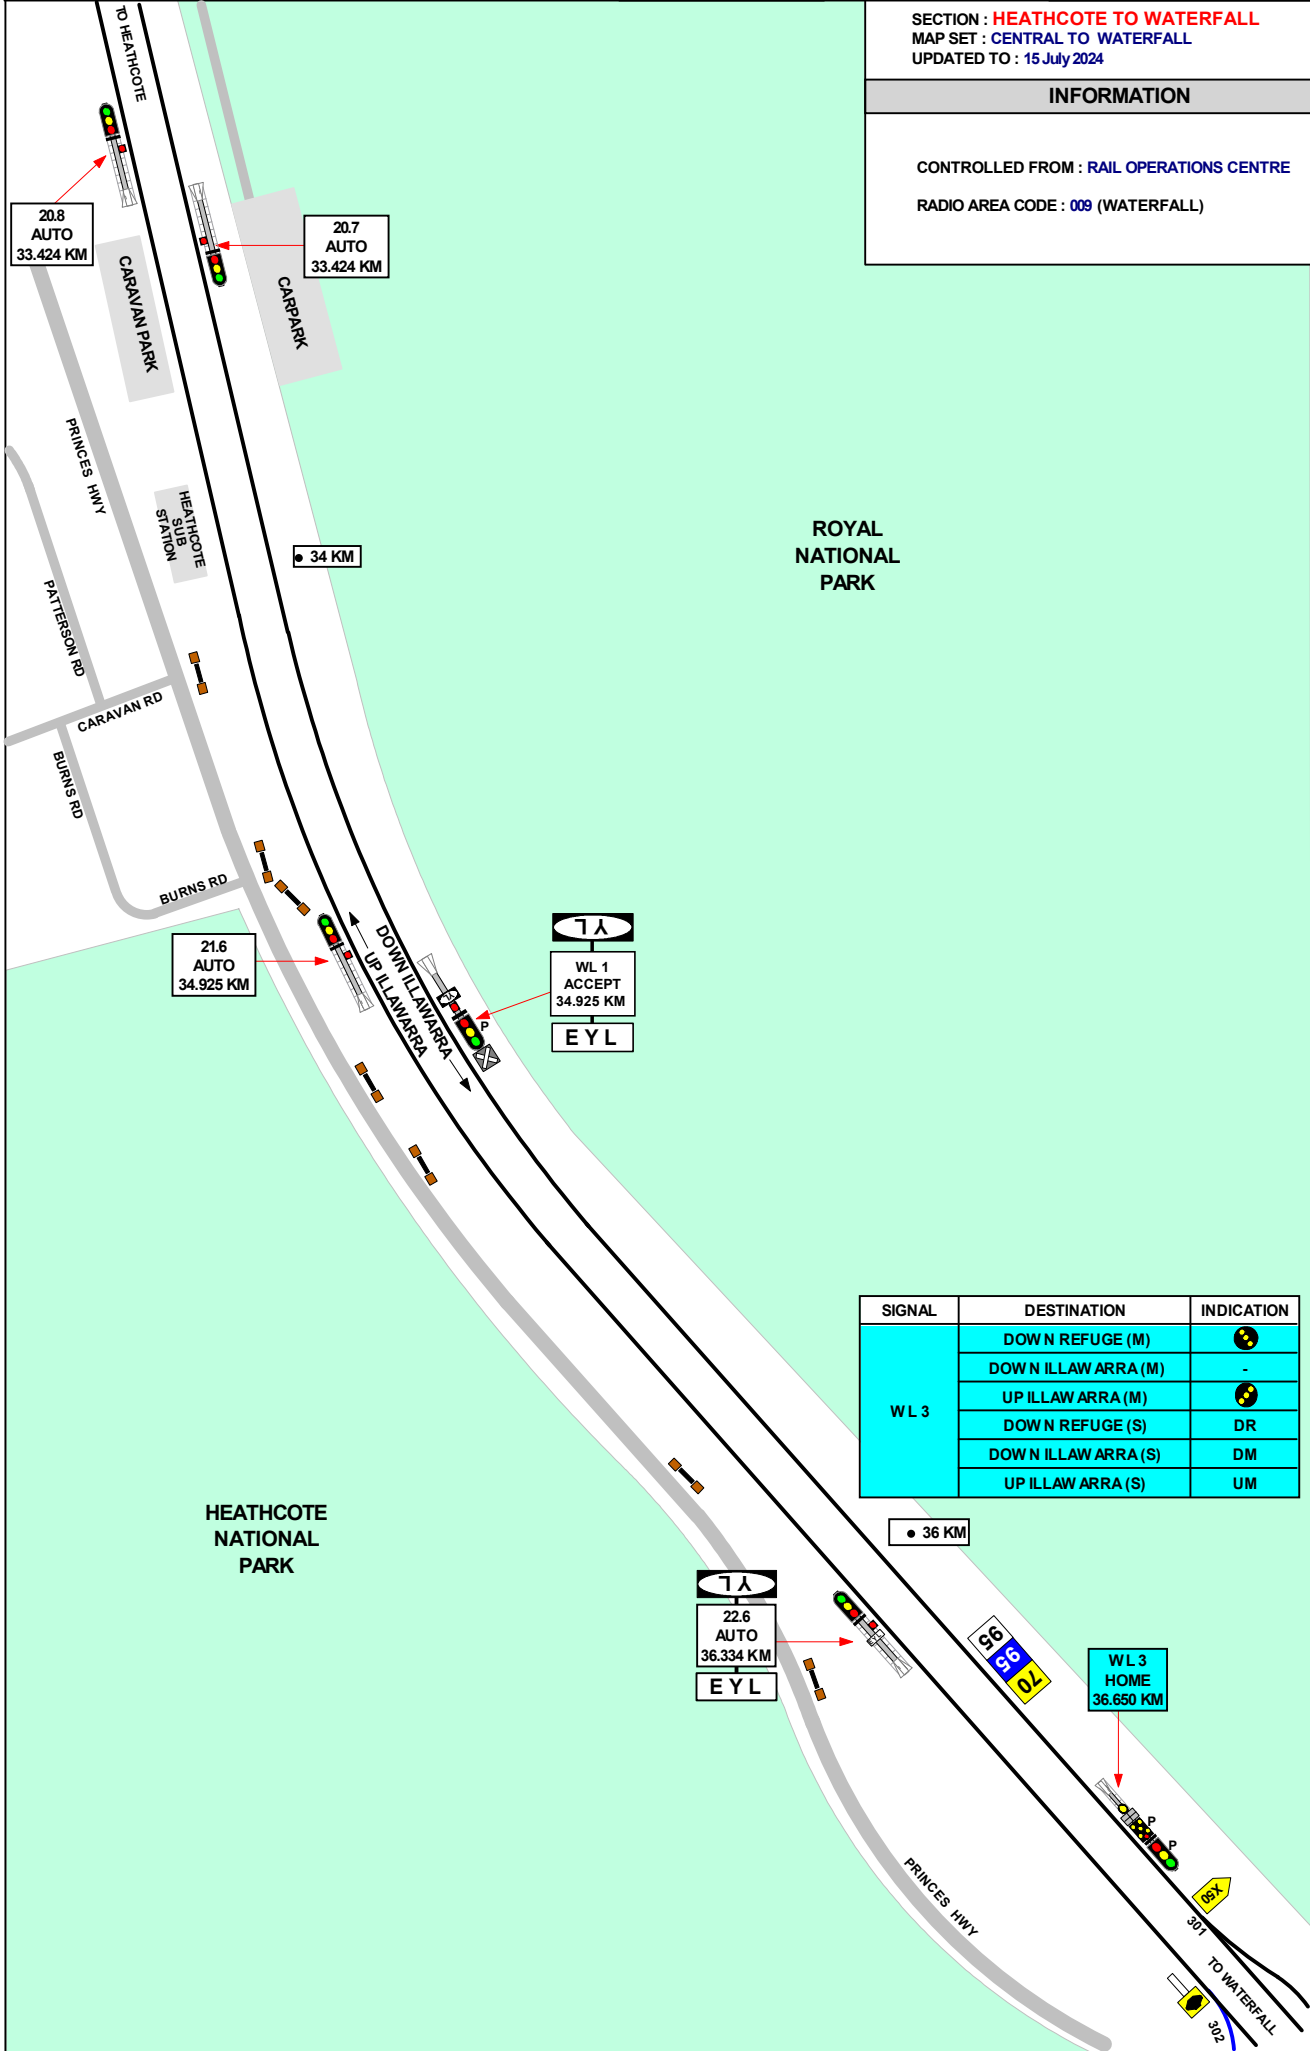 SECTION : HEATHCOTE TO WATERFALL
MAP SET : CENTRAL TO WATERFALL
UPDATED TO : 15 July 2024
INFORMATION
CONTROLLED FROM : RAIL OPERATIONS CENTRE
RADIO AREA CODE : 009 (WATERFALL)
TO HEATHCOTE
20.8
AUTO
33.424 KM
20.7
AUTO
33.424 KM
CARAVAN PARK
CARPARK
PRINCES HWY
HEATHCOTE
SUB
STATION
34 KM
ROYAL
NATIONAL
PARK
PATTERSON RD
CARAVAN RD
BURNS RD
BURNS RD
21.6
AUTO
34.925 KM
DOWN ILLAWARRA
UP ILLAWARRA
YL
WL 1
ACCEPT
34.925 KM
EYL
YL
P
SIGNAL DESTINATION INDICATION
WL 3
DOWN REFUGE (M)
DOWN ILLAWARRA (M) -
UP ILLAWARRA (M)
DOWN REFUGE (S) DR
DOWN ILLAWARRA (S) DM
UP ILLAWARRA (S) UM
HEATHCOTE
NATIONAL
PARK
36 KM
YL
22.6
AUTO
36.334 KM
EYL
95
95
70
WL 3
HOME
36.650 KM
P
P
X50
301
PRINCES HWY
TO WATERFALL
302